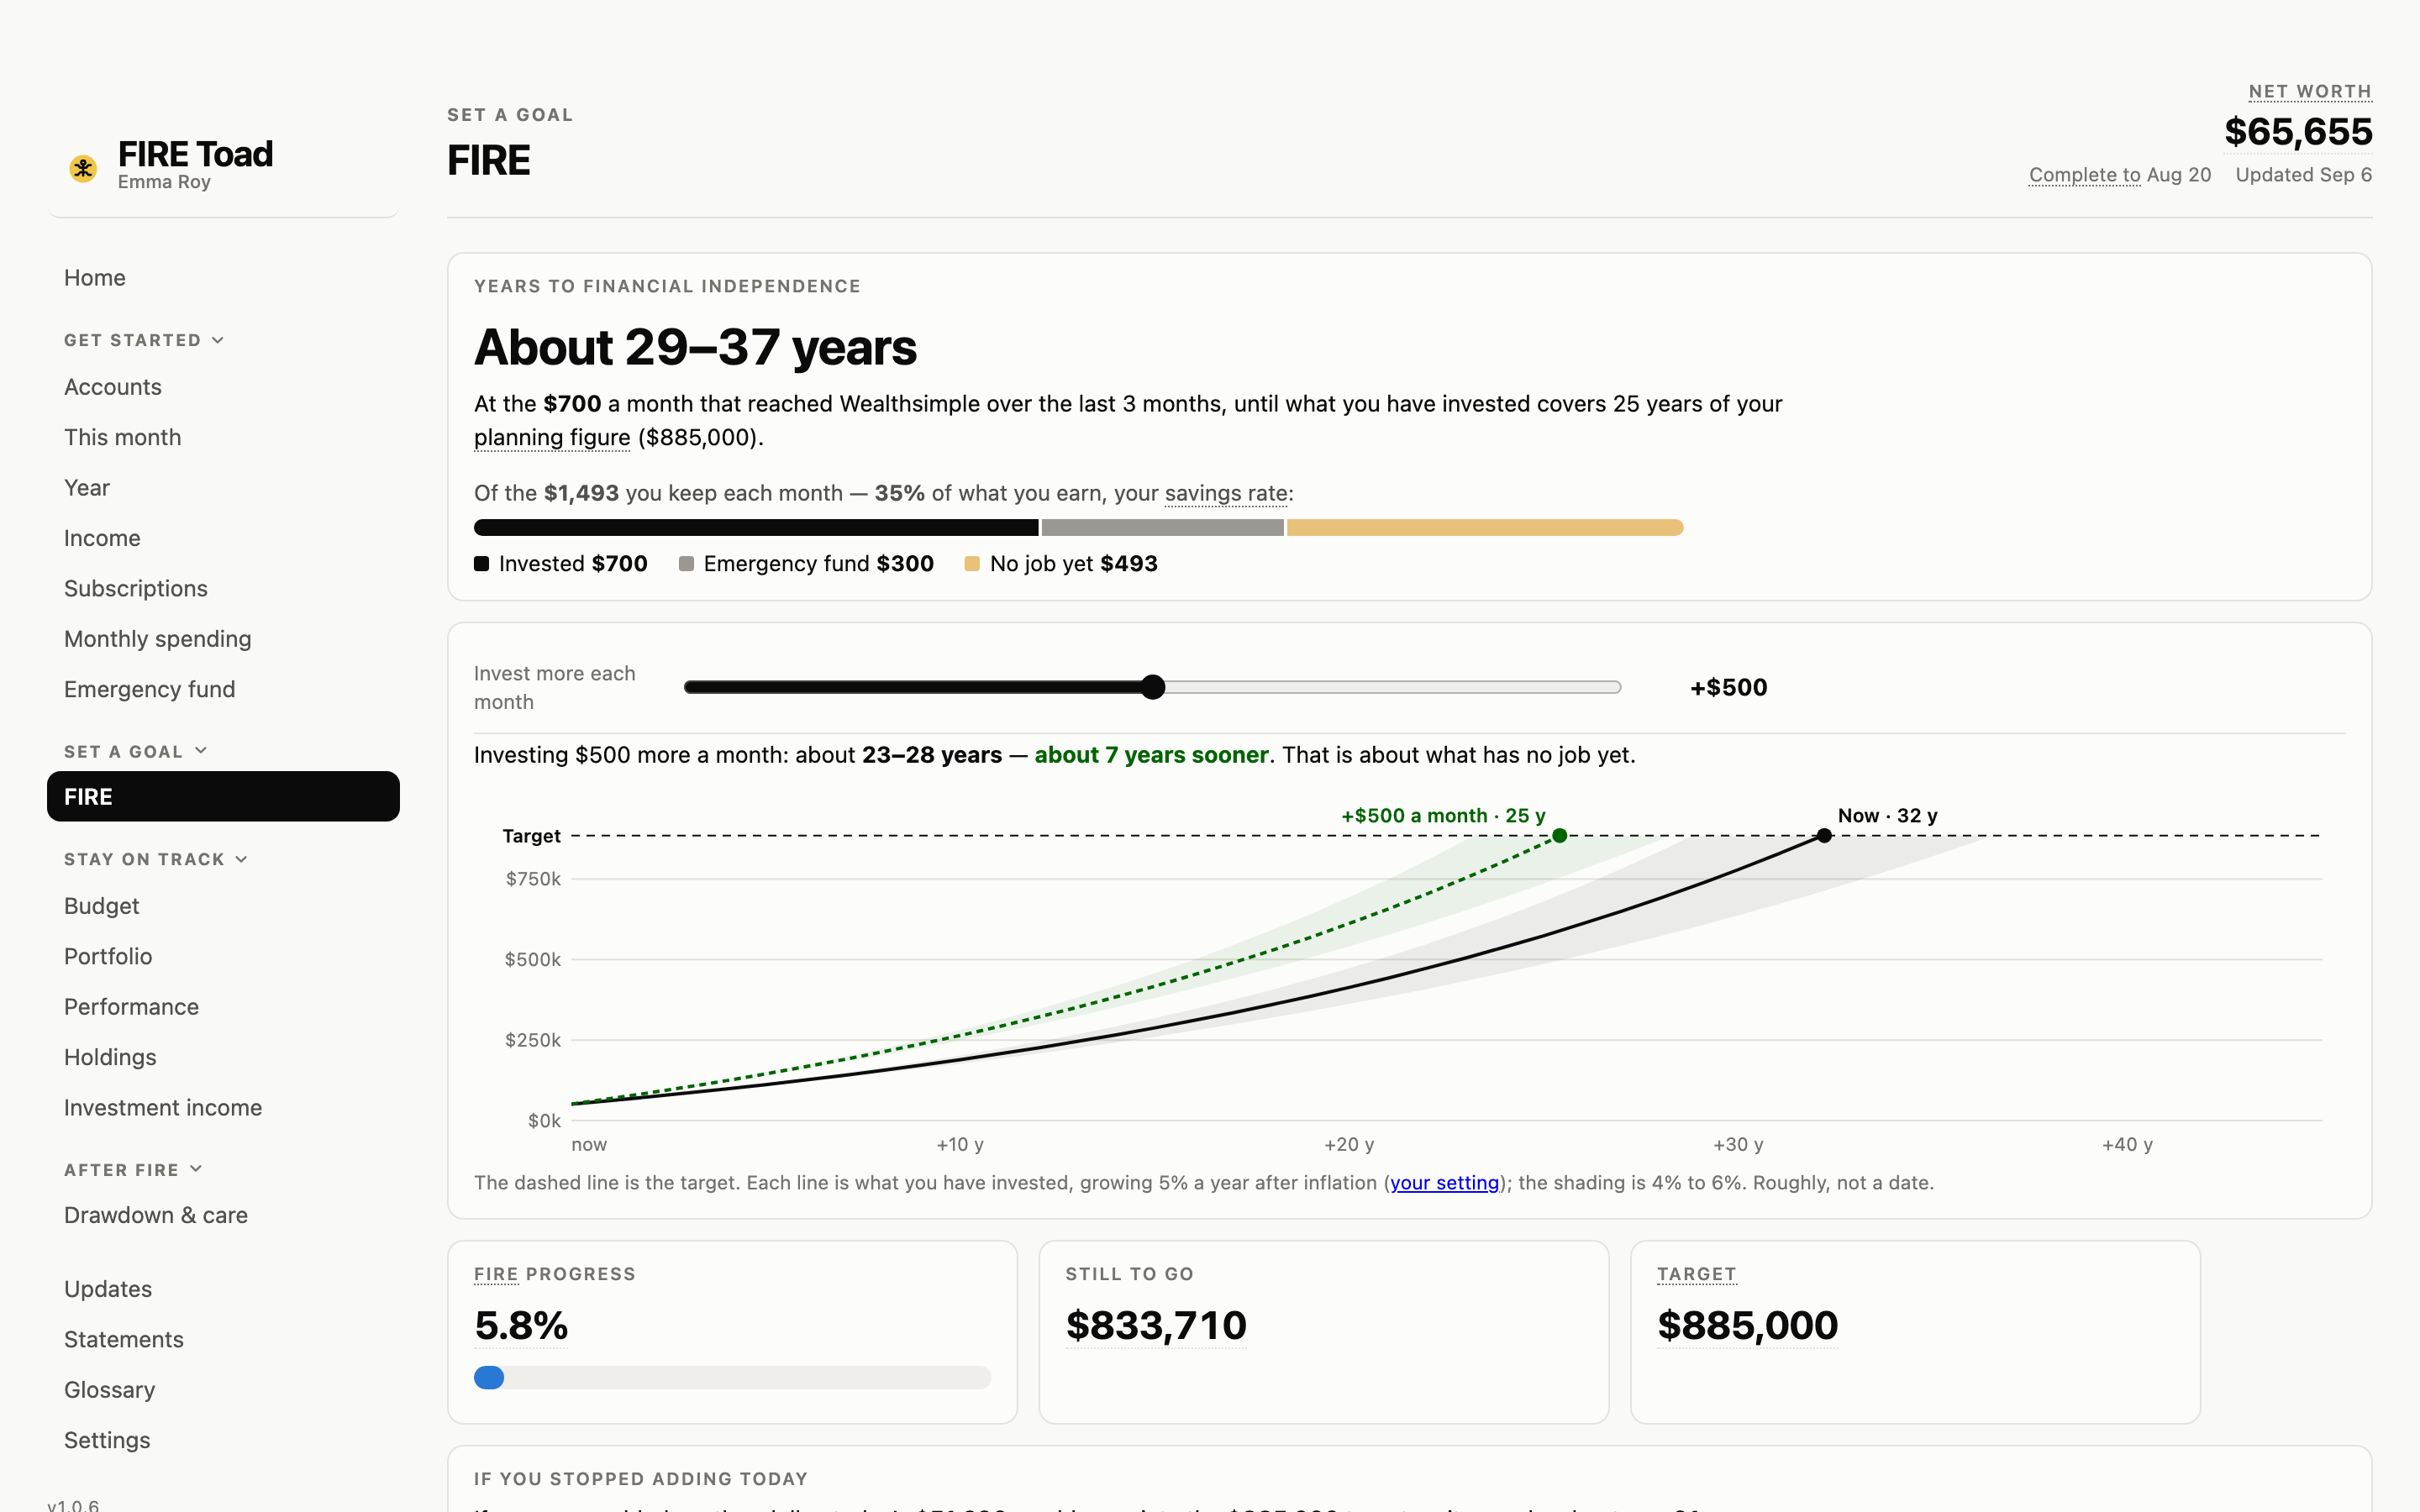 FIRE Toad
Emma Roy
Home
GET STARTED
Accounts
This month
Year
Income
Subscriptions
Monthly spending
Emergency fund
SET A GOAL
FIRE
STAY ON TRACK
Budget
Portfolio
Performance
Holdings
Investment income
AFTER FIRE
Drawdown & care
Updates
Statements
Glossary
Settings
v1.0.6
SET A GOAL
FIRE
NET WORTH
$65,655
Complete to Aug 20 Updated Sep 6
YEARS TO FINANCIAL INDEPENDENCE
About 29–37 years
At the $700 a month that reached Wealthsimple over the last 3 months, until what you have invested covers 25 years of your
planning figure ($885,000).
Of the $1,493 you keep each month — 35% of what you earn, your savings rate:
Invested $700 Emergency fund $300 No job yet $493
Invest more each
month
+$500
Investing $500 more a month: about 23–28 years — about 7 years sooner. That is about what has no job yet.
+$500 a month · 25 y
Now · 32 y
Target
$750k
$500k
$250k
$0k
now +10 y +20 y +30 y +40 y
The dashed line is the target. Each line is what you have invested, growing 5% a year after inflation (your setting); the shading is 4% to 6%. Roughly, not a date.
FIRE PROGRESS
5.8%
STILL TO GO
$833,710
TARGET
$885,000
IF YOU STOPPED ADDING TODAY